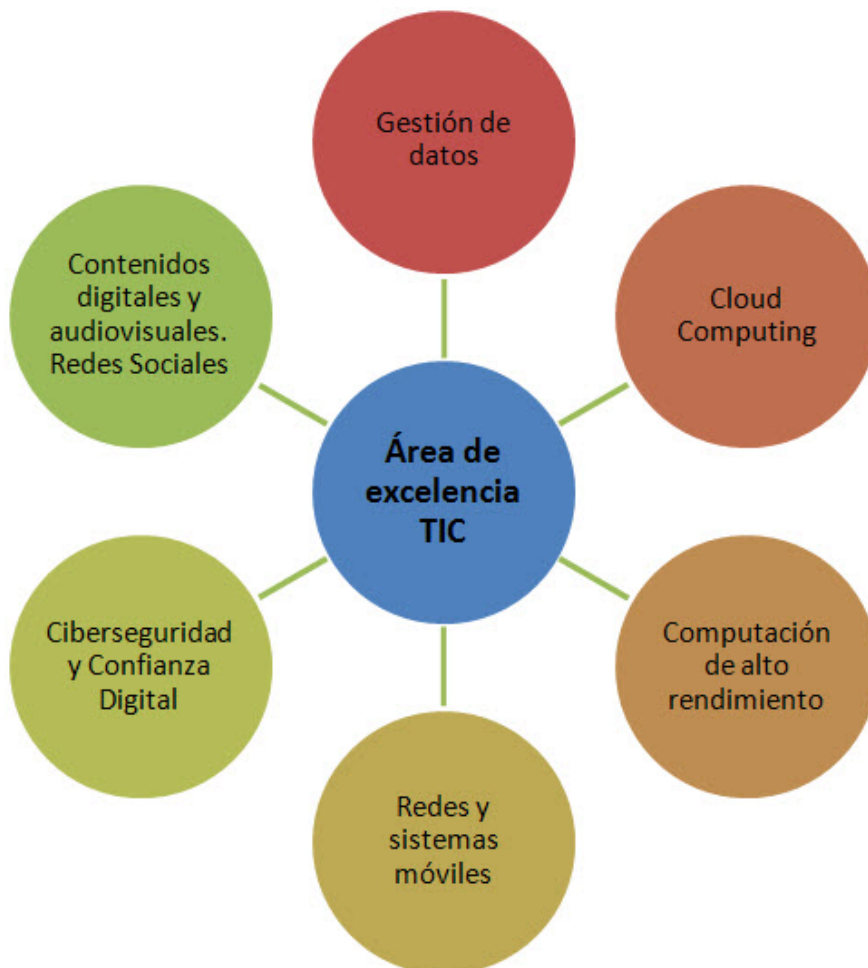 Gestión de
datos
Contenidos
digitales y
audiovisuales.
Redes Sociales
Cloud
Computing
Área de
excelencia
TIC
Ciberseguridad
y Confianza
Digital
Computación
de alto
rendimiento
Redes y
sistemas
móviles